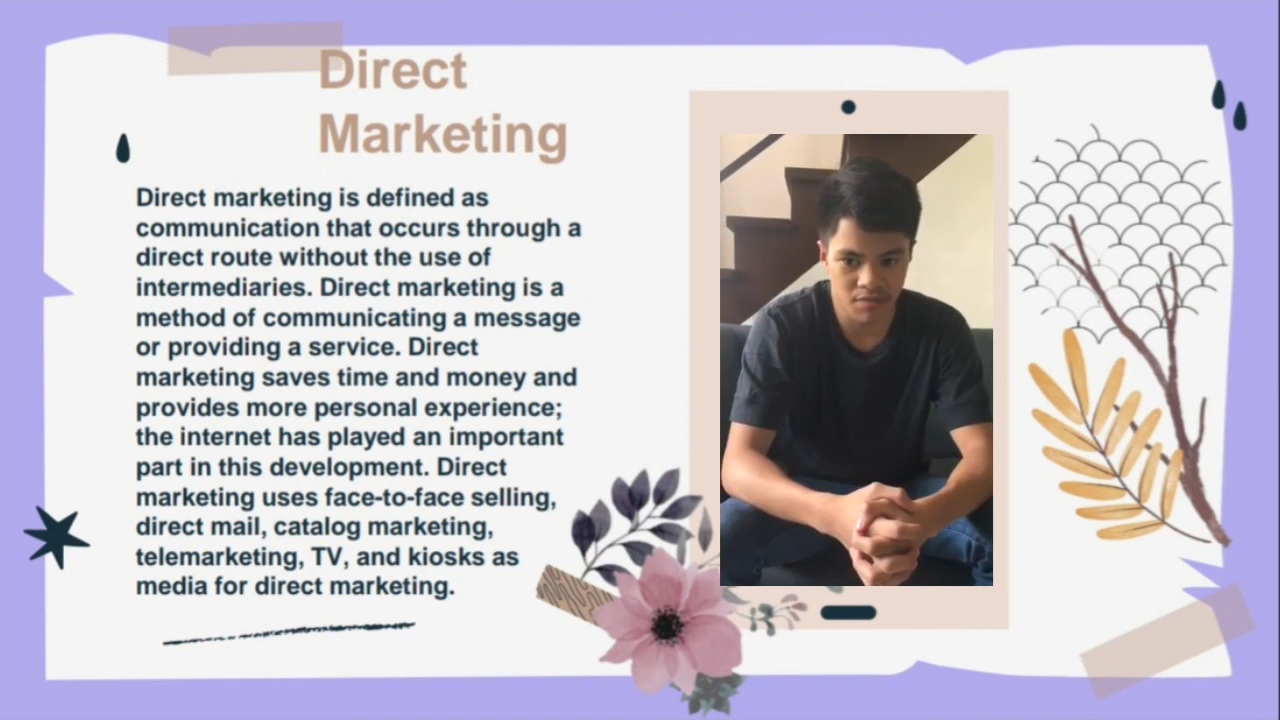 Direct
Marketing
Direct marketing is defined as
communication that occurs through a
direct route without the use of
intermediaries. Direct marketing is a
method of communicating a message
or providing a service. Direct
marketing saves time and money and
provides more personal experience;
the internet has played an important
part in this development. Direct
marketing uses face-to-face selling,
direct mail, catalog marketing,
telemarketing, TV, and kiosks as
media for direct marketing.